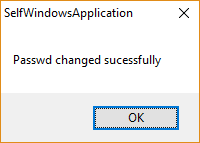 SelfWindowsApplication
Passwd changed sucessfully
OK